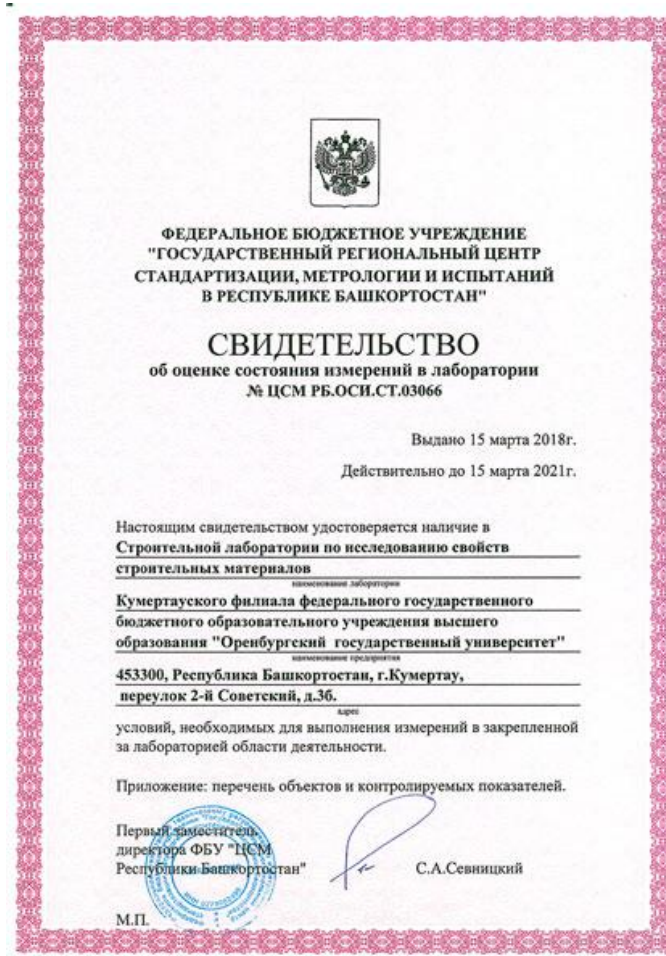 ФЕДЕРАЛЬНОЕ БЮДЖЕТНОЕ УЧРЕЖДЕНИЕ
"ГОСУДАРСТВЕННЫЙ РЕГИОНАЛЬНЫЙ ЦЕНТР
СТАНДАРТИЗАЦИИ, МЕТРОЛОГИИ И ИСПЫТАНИЙ
В РЕСПУБЛИКЕ БАШКОРТОСТАН"
СВИДЕТЕЛЬСТВО
об оценке состояния измерений в лаборатории
№ ЦСМ РБ.ОСИ.СТ.03066
Выдано 15 марта 2018г.
Действительно до 15 марта 2021г.
Настоящим свидетельством удостоверяется наличие в
Строительной лаборатории по исследованию свойств
строительных материалов
наименование лаборатории
Кумертауского филиала федерального государственного
бюджетного образовательного учреждения высшего
образования "Оренбургский государственный университет"
наименование предприятия
453300, Республика Башкортостан, г.Кумертау,
переулок 2-й Советский, д.3б.
адрес
условий, необходимых для выполнения измерений в закрепленной
за лабораторией области деятельности.
Приложение: перечень объектов и контролируемых показателей.
Первый заместитель
директора ФБУ "ЦСМ
Республики Башкортостан"
С.А.Севницкий
М.П.